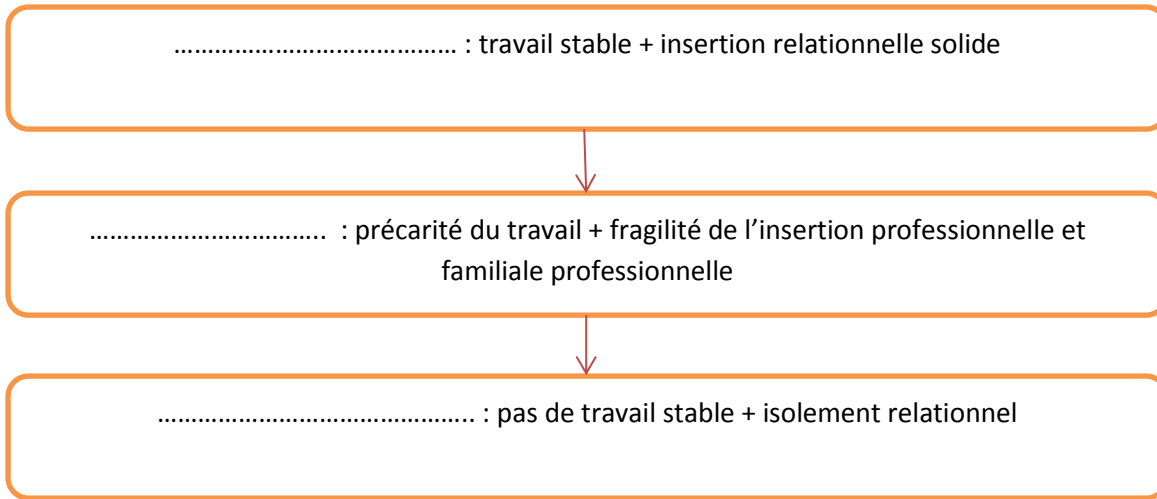 ........................................... : travail stable + insertion relationnelle solide
.................................... : précarité du travail + fragilité de l’insertion professionnelle et
familiale professionnelle
................................................ : pas de travail stable + isolement relationnel